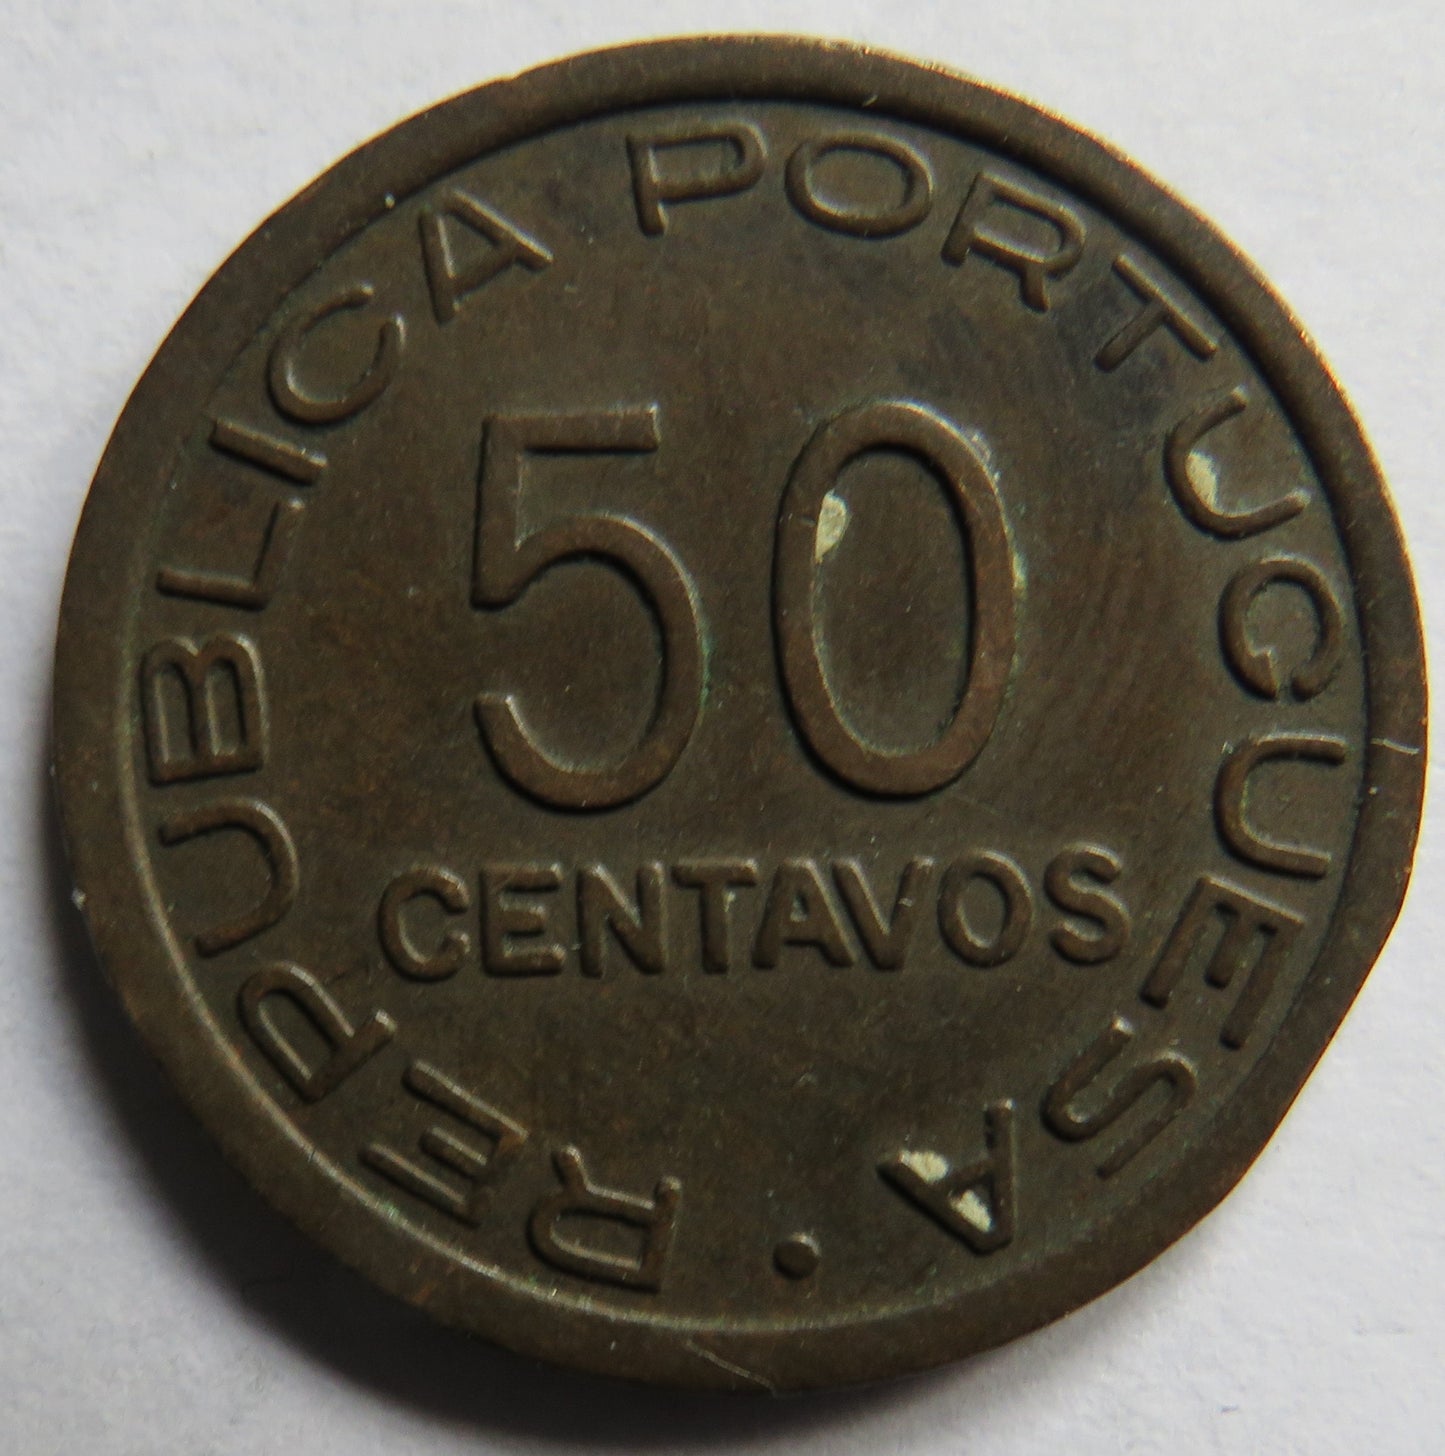 REPUBLICA PORTUGUESA ·
50
CENTAVOS